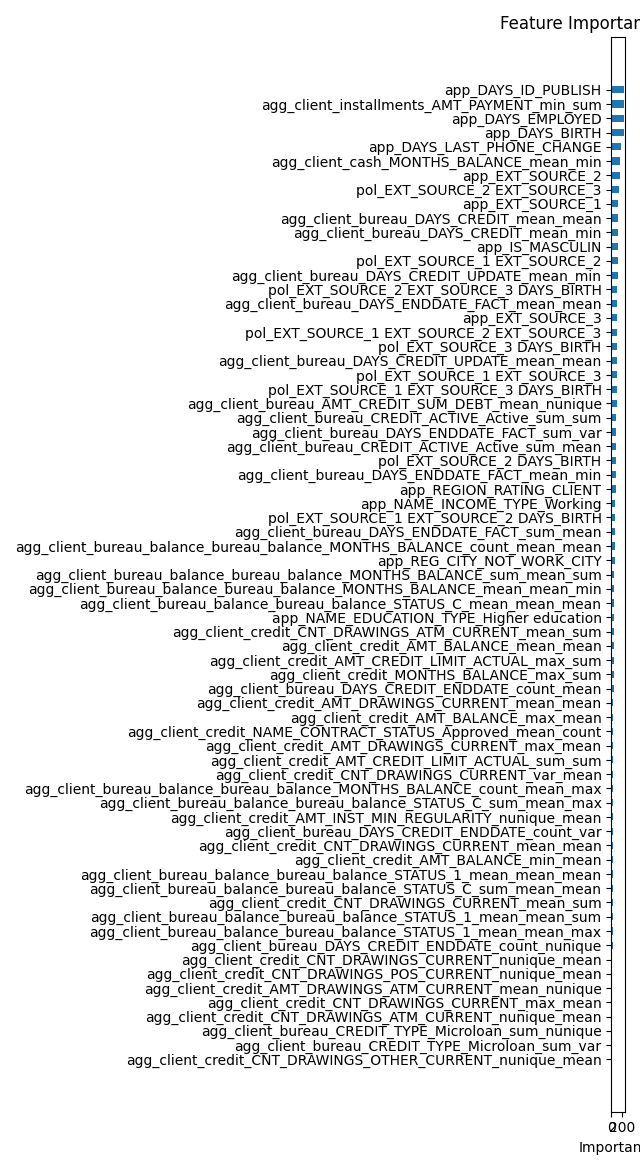 Feature Importan
app_DAYS_ID_PUBLISH
agg_client_installments_AMT_PAYMENT_min_sum
app_DAYS_EMPLOYED
app_DAYS_BIRTH
app_DAYS_LAST_PHONE_CHANGE
agg_client_cash_MONTHS_BALANCE_mean_min
app_EXT_SOURCE_2
pol_EXT_SOURCE_2 EXT_SOURCE_3
app_EXT_SOURCE_1
agg_client_bureau_DAYS_CREDIT_mean_mean
agg_client_bureau_DAYS_CREDIT_mean_min
app_IS_MASCULIN
pol_EXT_SOURCE_1 EXT_SOURCE_2
agg_client_bureau_DAYS_CREDIT_UPDATE_mean_min
pol_EXT_SOURCE_2 EXT_SOURCE_3 DAYS_BIRTH
agg_client_bureau_DAYS_ENDDATE_FACT_mean_mean
app_EXT_SOURCE_3
pol_EXT_SOURCE_1 EXT_SOURCE_2 EXT_SOURCE_3
pol_EXT_SOURCE_3 DAYS_BIRTH
agg_client_bureau_DAYS_CREDIT_UPDATE_mean_mean
pol_EXT_SOURCE_1 EXT_SOURCE_3
pol_EXT_SOURCE_1 EXT_SOURCE_3 DAYS_BIRTH
agg_client_bureau_AMT_CREDIT_SUM_DEBT_mean_nunique
agg_client_bureau_CREDIT_ACTIVE_Active_sum_sum
agg_client_bureau_DAYS_ENDDATE_FACT_sum_var
agg_client_bureau_CREDIT_ACTIVE_Active_sum_mean
pol_EXT_SOURCE_2 DAYS_BIRTH
agg_client_bureau_DAYS_ENDDATE_FACT_mean_min
app_REGION_RATING_CLIENT
app_NAME_INCOME_TYPE_Working
pol_EXT_SOURCE_1 EXT_SOURCE_2 DAYS_BIRTH
agg_client_bureau_DAYS_ENDDATE_FACT_sum_mean
agg_client_bureau_balance_bureau_balance_MONTHS_BALANCE_count_mean_mean
app_REG_CITY_NOT_WORK_CITY
agg_client_bureau_balance_bureau_balance_MONTHS_BALANCE_sum_mean_sum
agg_client_bureau_balance_bureau_balance_MONTHS_BALANCE_mean_mean_min
agg_client_bureau_balance_bureau_balance_STATUS_C_mean_mean_mean
app_NAME_EDUCATION_TYPE_Higher education
agg_client_credit_CNT_DRAWINGS_ATM_CURRENT_mean_sum
agg_client_credit_AMT_BALANCE_mean_mean
agg_client_credit_AMT_CREDIT_LIMIT_ACTUAL_max_sum
agg_client_credit_MONTHS_BALANCE_max_sum
agg_client_bureau_DAYS_CREDIT_ENDDATE_count_mean
agg_client_credit_AMT_DRAWINGS_CURRENT_mean_mean
agg_client_credit_AMT_BALANCE_max_mean
agg_client_credit_NAME_CONTRACT_STATUS_Approved_mean_count
agg_client_credit_AMT_DRAWINGS_CURRENT_max_mean
agg_client_credit_AMT_CREDIT_LIMIT_ACTUAL_sum_sum
agg_client_credit_CNT_DRAWINGS_CURRENT_var_mean
agg_client_bureau_balance_bureau_balance_MONTHS_BALANCE_count_mean_max
agg_client_bureau_balance_bureau_balance_STATUS_C_sum_mean_max
agg_client_credit_AMT_INST_MIN_REGULARITY_nunique_mean
agg_client_bureau_DAYS_CREDIT_ENDDATE_count_var
agg_client_credit_CNT_DRAWINGS_CURRENT_mean_mean
agg_client_credit_AMT_BALANCE_min_mean
agg_client_bureau_balance_bureau_balance_STATUS_1_mean_mean_mean
agg_client_bureau_balance_bureau_balance_STATUS_C_sum_mean_mean
agg_client_credit_CNT_DRAWINGS_CURRENT_mean_sum
agg_client_bureau_balance_bureau_balance_STATUS_1_mean_mean_sum
agg_client_bureau_balance_bureau_balance_STATUS_1_mean_mean_max
agg_client_bureau_DAYS_CREDIT_ENDDATE_count_nunique
agg_client_credit_CNT_DRAWINGS_CURRENT_nunique_mean
agg_client_credit_CNT_DRAWINGS_POS_CURRENT_nunique_mean
agg_client_credit_AMT_DRAWINGS_ATM_CURRENT_mean_nunique
agg_client_credit_CNT_DRAWINGS_CURRENT_max_mean
agg_client_credit_CNT_DRAWINGS_ATM_CURRENT_nunique_mean
agg_client_bureau_CREDIT_TYPE_Microloan_sum_nunique
agg_client_bureau_CREDIT_TYPE_Microloan_sum_var
agg_client_credit_CNT_DRAWINGS_OTHER_CURRENT_nunique_mean
0 200
Importan